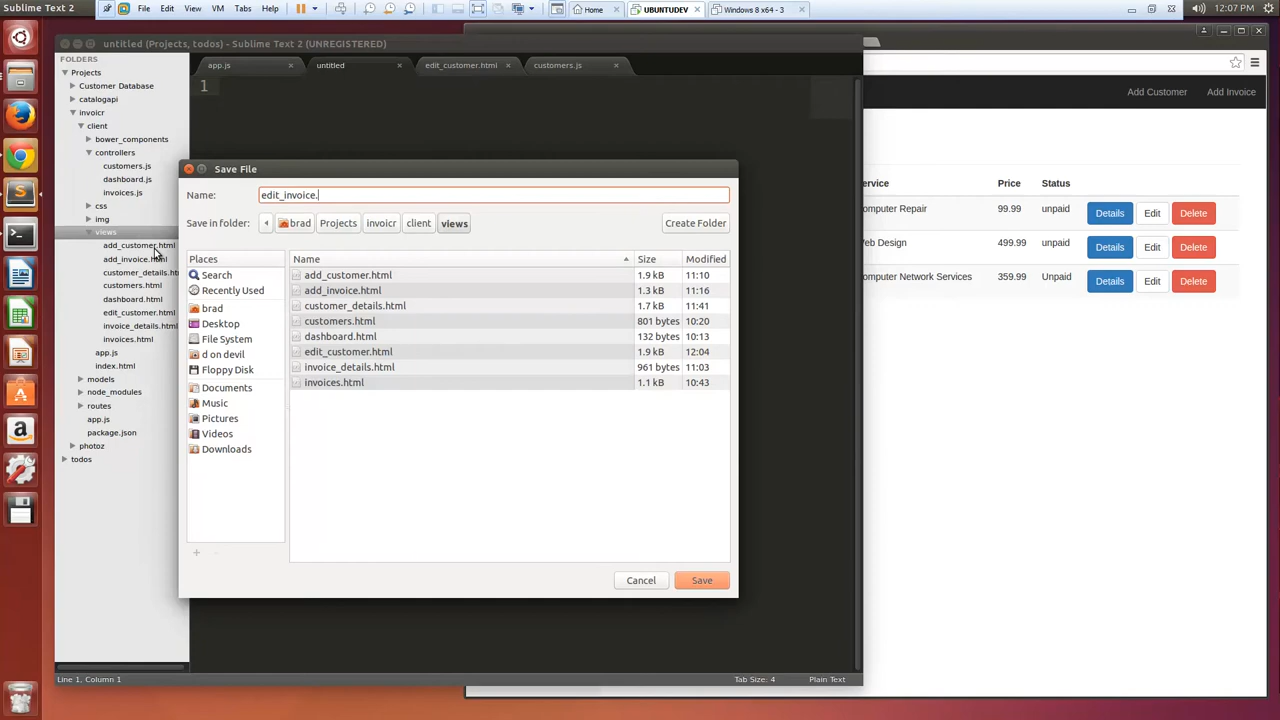 Sublime Text 2
File Edit View VM Tabs Help
Home
UBUNTUDEV
Windows 8 x64 - 3
12:07 PM
untitled (Projects, todos) - Sublime Text 2 (UNREGISTERED)
FOLDERS
Projects
Customer Database
catalogapi
invoicr
client
bower_components
controllers
customers.js
dashboard.js
invoices.js
css
img
views
add_customer.html
add_invoice.html
customer_details.ht
customers.html
dashboard.html
edit_customer.html
invoice_details.html
invoices.html
app.js
index.html
models
node_modules
routes
app.js
package.json
photoz
todos
app.js
untitled
edit_customer.html
customers.js
1
Save File
Name: edit_invoice.
Save in folder: brad Projects invoicr client views Create Folder
Places
Search
Recently Used
brad
Desktop
File System
d on devil
Floppy Disk
Documents
Music
Pictures
Videos
Downloads
Name Size Modified
add_customer.html 1.9 kB 11:10
add_invoice.html 1.3 kB 11:16
customer_details.html 1.7 kB 11:41
customers.html 801 bytes 10:20
dashboard.html 132 bytes 10:13
edit_customer.html 1.9 kB 12:04
invoice_details.html 961 bytes 11:03
invoices.html 1.1 kB 10:43
Cancel Save
Add Customer Add Invoice
ervice Price Status
omputer Repair 99.99 unpaid Details Edit Delete
eb Design 499.99 unpaid Details Edit Delete
omputer Network Services 359.99 Unpaid Details Edit Delete
Line 1, Column 1
Tab Size: 4
Plain Text